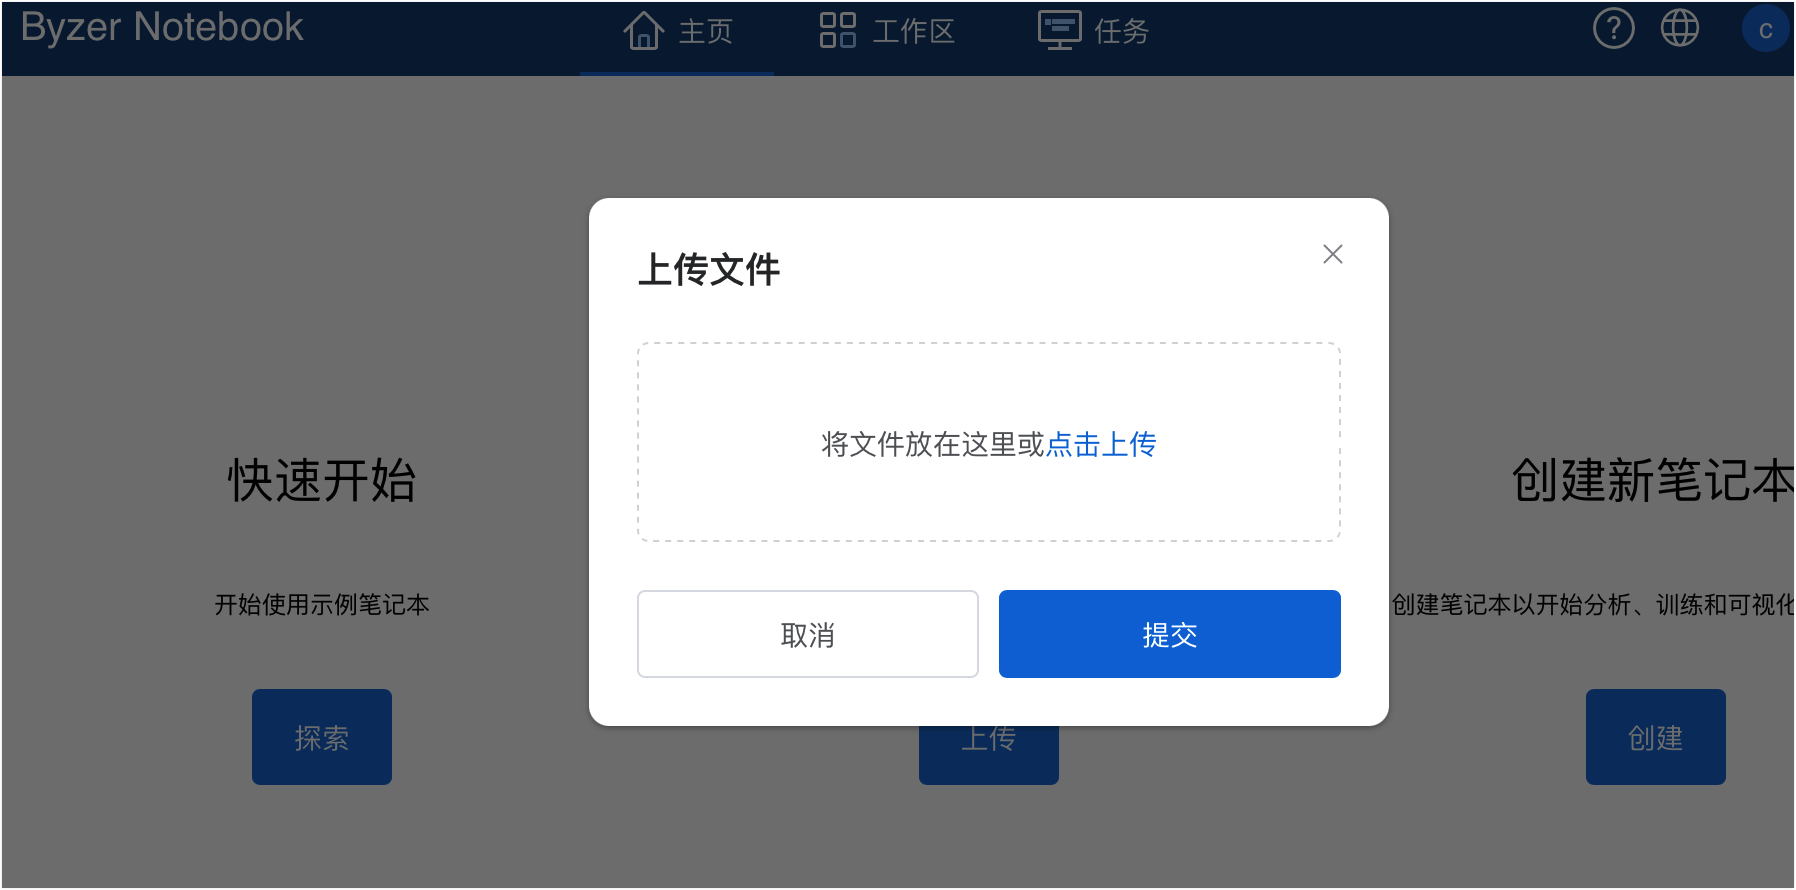 Byzer Notebook
主页
工作区
任务
?
c
上传文件
将文件放在这里或点击上传
取消
提交
快速开始
开始使用示例笔记本
探索
上传
创建新笔记本
创建笔记本以开始分析、训练和可视化
创建